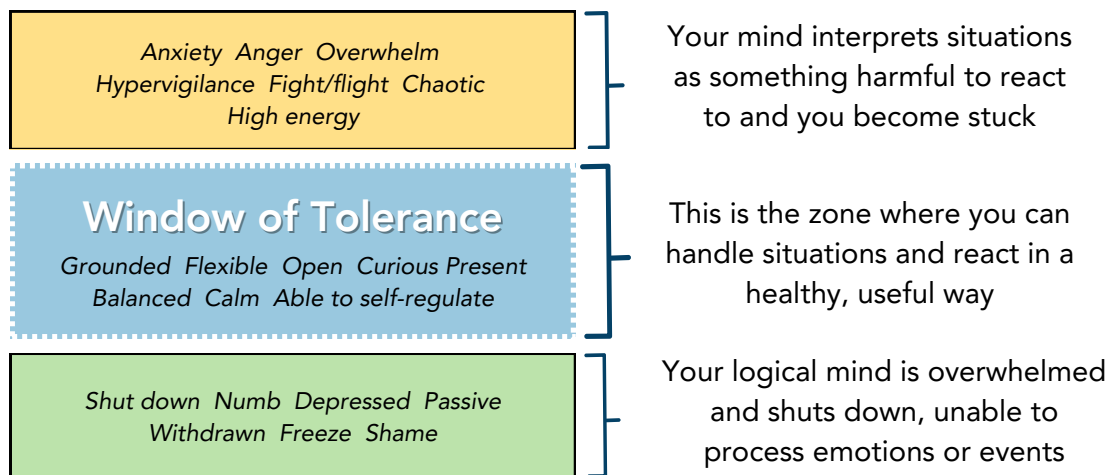 Anxiety Anger Overwhelm
Hypervigilance Fight/flight Chaotic
High energy
Your mind interprets situations
as something harmful to react
to and you become stuck
Window of Tolerance
Grounded Flexible Open Curious Present
Balanced Calm Able to self-regulate
This is the zone where you can
handle situations and react in a
healthy, useful way
Shut down Numb Depressed Passive
Withdrawn Freeze Shame
Your logical mind is overwhelmed
and shuts down, unable to
process emotions or events